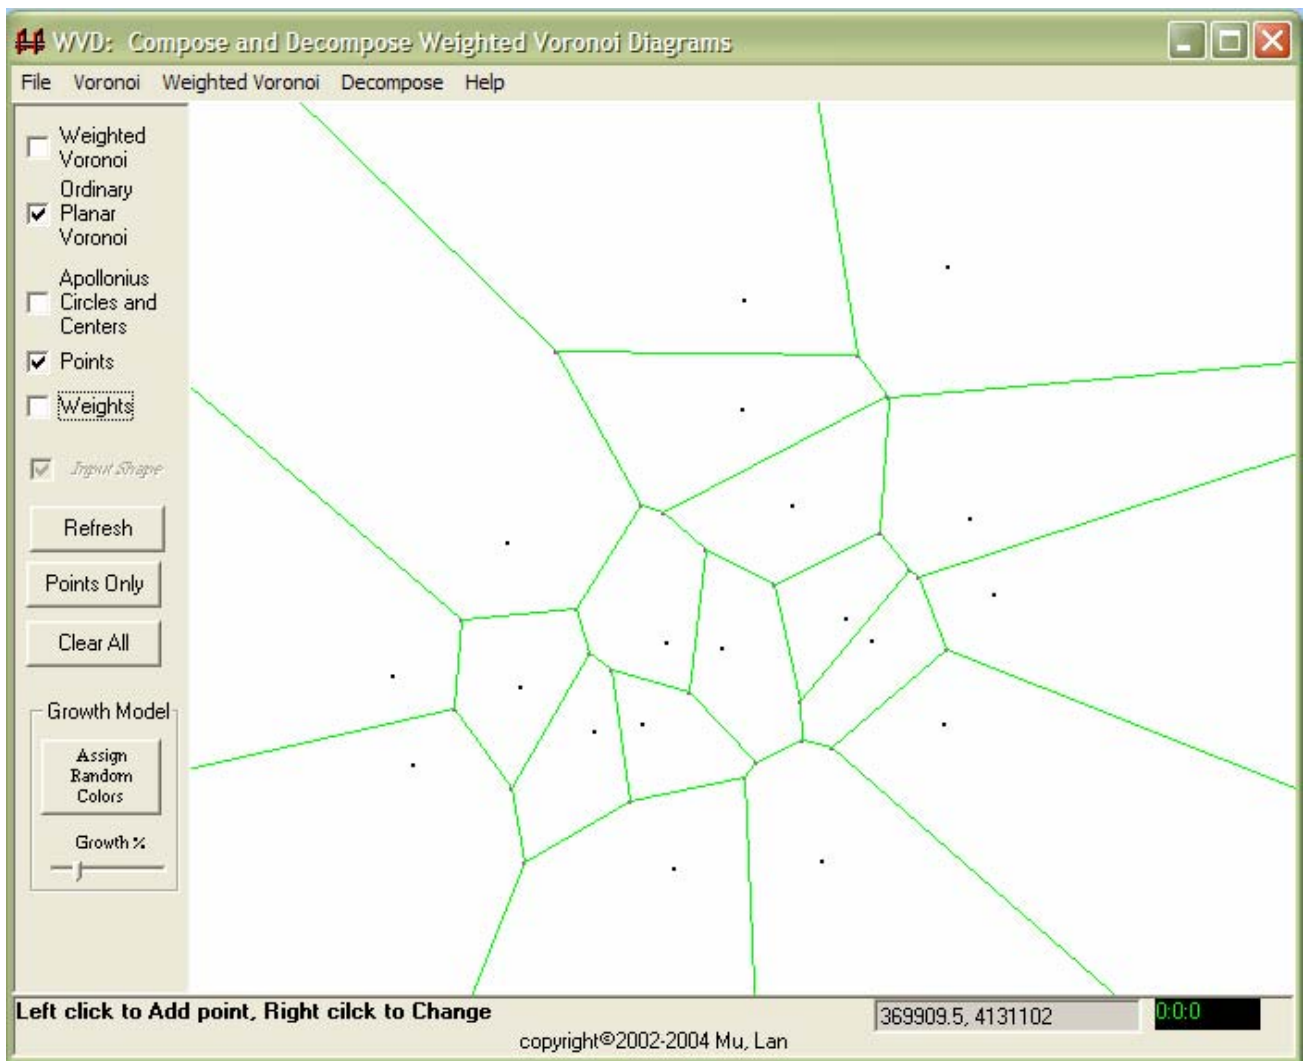 WVD: Compose and Decompose Weighted Voronoi Diagrams
File Voronoi Weighted Voronoi Decompose Help
Weighted
Voronoi
Ordinary
Planar
Voronoi
Apollonius
Circles and
Centers
Points
Weights
Input Shape
Refresh
Points Only
Clear All
Growth Model
Assign
Random
Colors
Growth %
Left click to Add point, Right cilck to Change
369909.5, 4131102
0:0:0
copyright©2002-2004 Mu, Lan